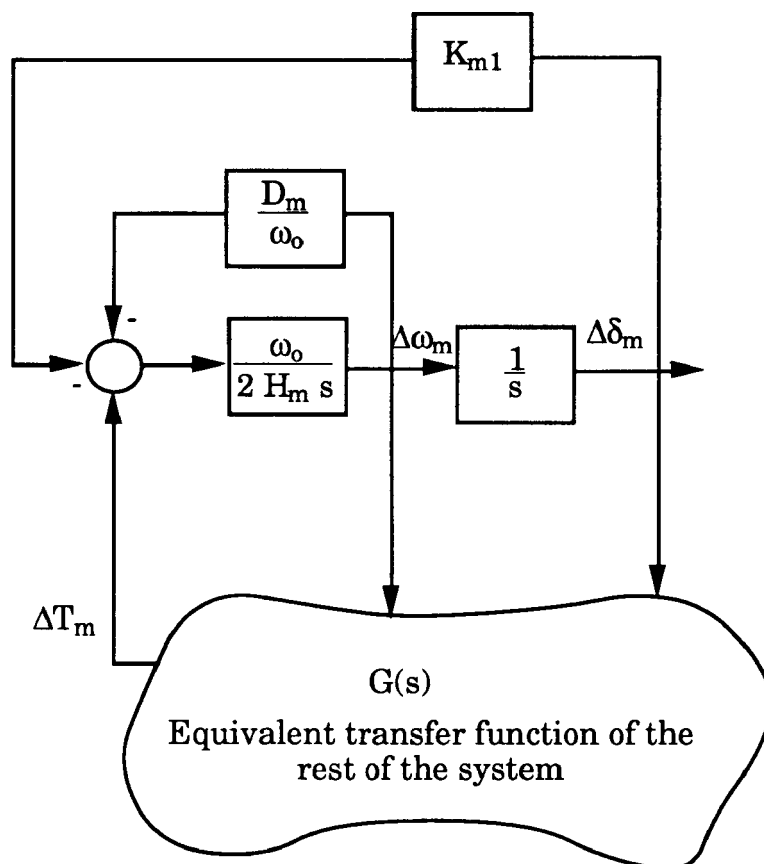 K_m1
D_m
ω_o
-
-
ω_o
2 H_m s
Δω_m
1
s
Δδ_m
ΔT_m
G(s)
Equivalent transfer function of the
rest of the system